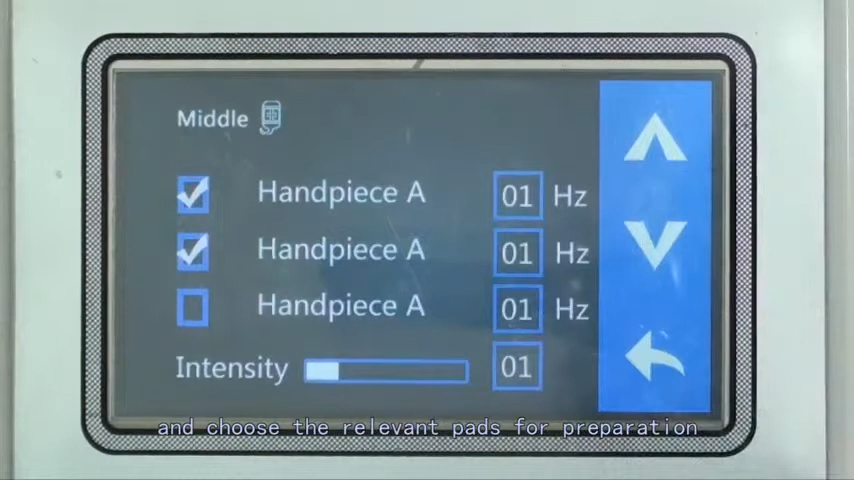 Middle
Handpiece A 01 Hz
Handpiece A 01 Hz
Handpiece A 01 Hz
Intensity 01
and choose the relevant pads for preparation